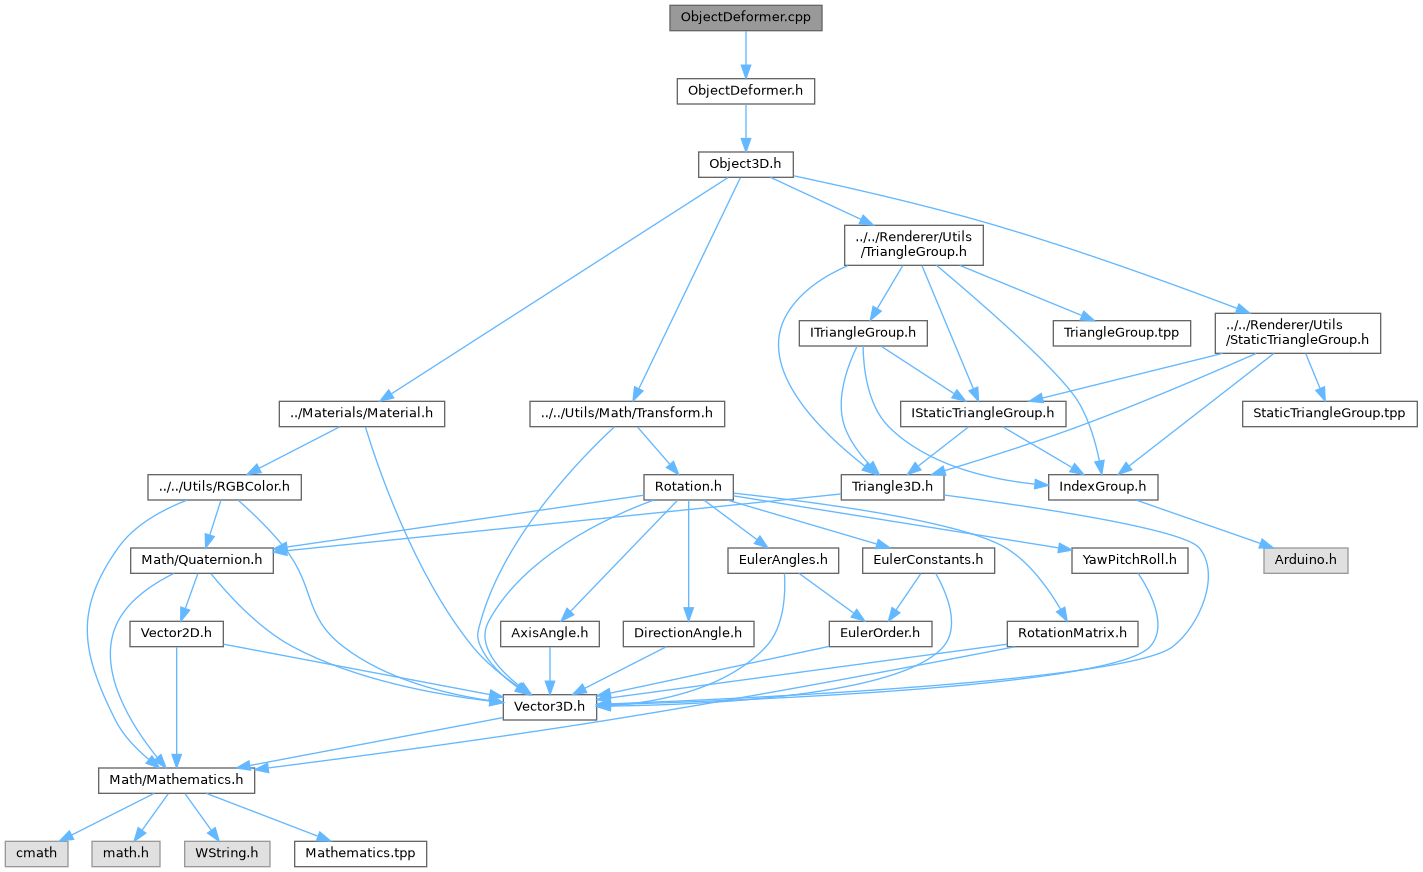 ObjectDeformer.cpp
ObjectDeformer.h
Object3D.h
../../Renderer/Utils
/TriangleGroup.h
ITriangleGroup.h
TriangleGroup.tpp
../../Renderer/Utils
/StaticTriangleGroup.h
../Materials/Material.h
../../Utils/Math/Transform.h
IStaticTriangleGroup.h
StaticTriangleGroup.tpp
../../Utils/RGBColor.h
Rotation.h
Triangle3D.h
IndexGroup.h
Math/Quaternion.h
EulerAngles.h
EulerConstants.h
YawPitchRoll.h
Arduino.h
Vector2D.h
AxisAngle.h
DirectionAngle.h
EulerOrder.h
RotationMatrix.h
Vector3D.h
Math/Mathematics.h
cmath
math.h
WString.h
Mathematics.tpp